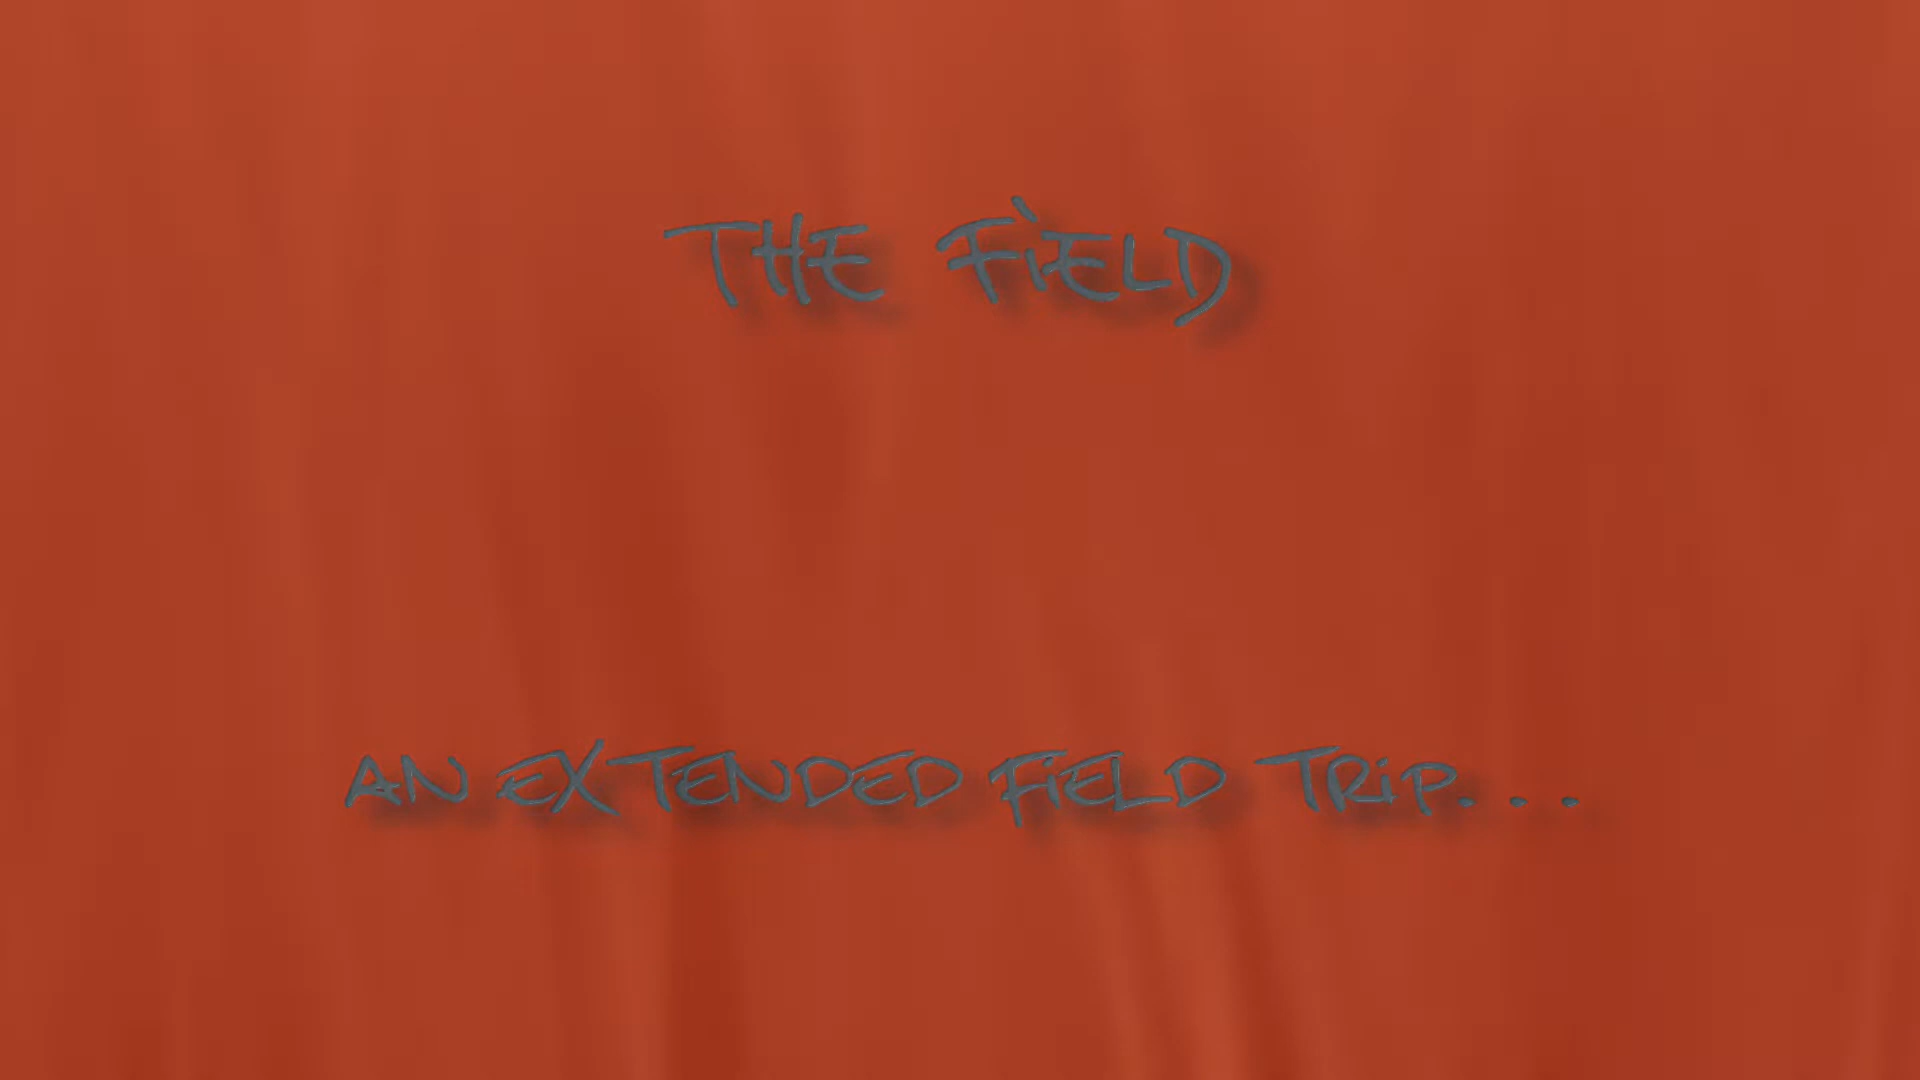 THE FiELD
AN EXTENDED FiELD TRiP. . .